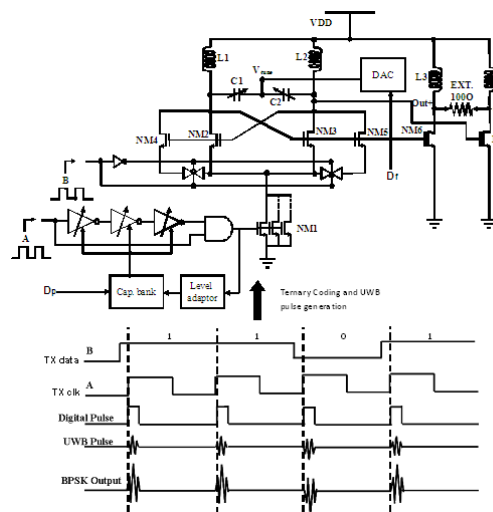 VDD
L1
L2
L3
V
DAC
EXT.
100Ω
C1
C2
Out-
NM4
NM2
NM3
NM5
NM6
B
Df
A
NM1
Dp
Cap. bank
Level
adaptor
Ternary Coding and UWB
pulse generation
1 1 0 1
B
TX data
TX clk A
Digital Pulse
UWB Pulse
BPSK Output